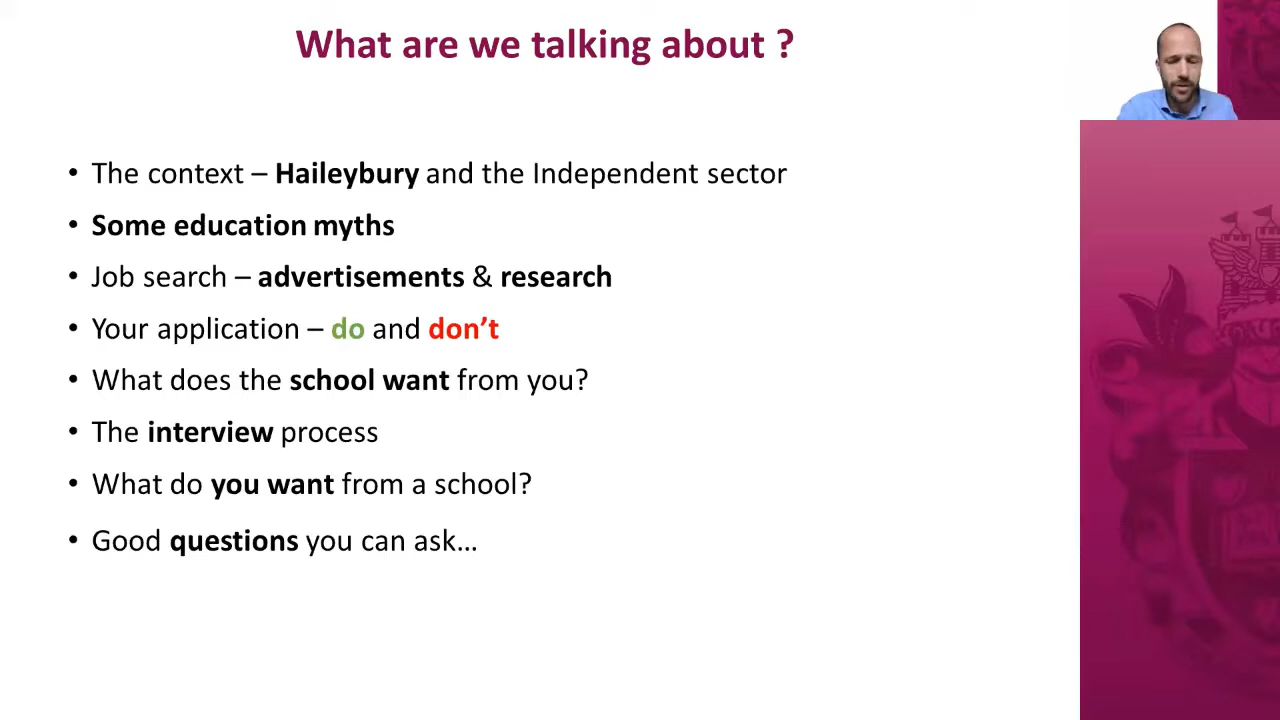 What are we talking about ?
• The context – Haileybury and the Independent sector
• Some education myths
• Job search – advertisements & research
• Your application – do and don’t
• What does the school want from you?
• The interview process
• What do you want from a school?
• Good questions you can ask…